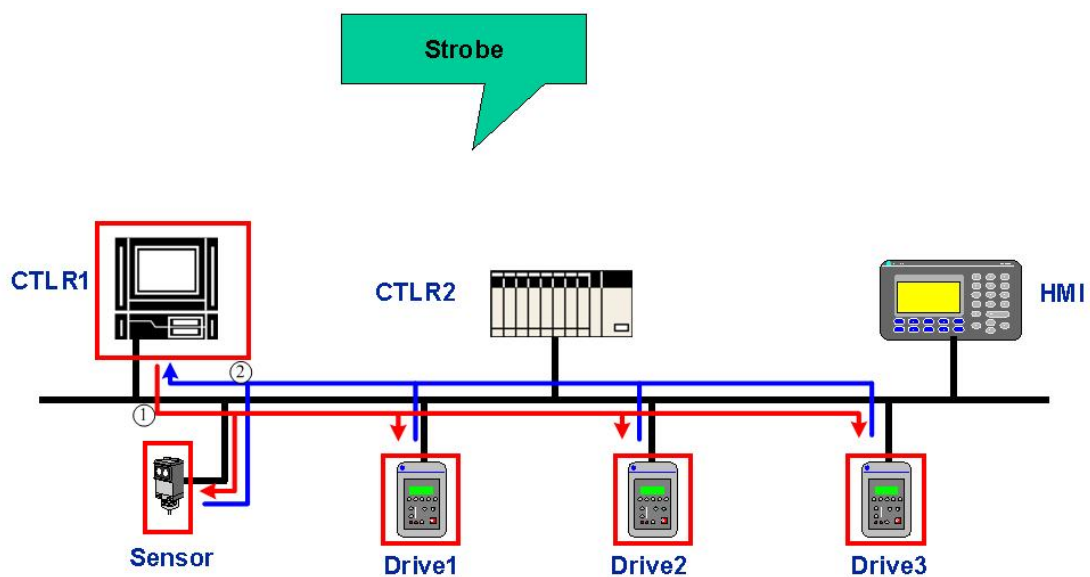 Strobe
CTLR1
CTLR2
HMI
2
1
Sensor
Drive1
Drive2
Drive3